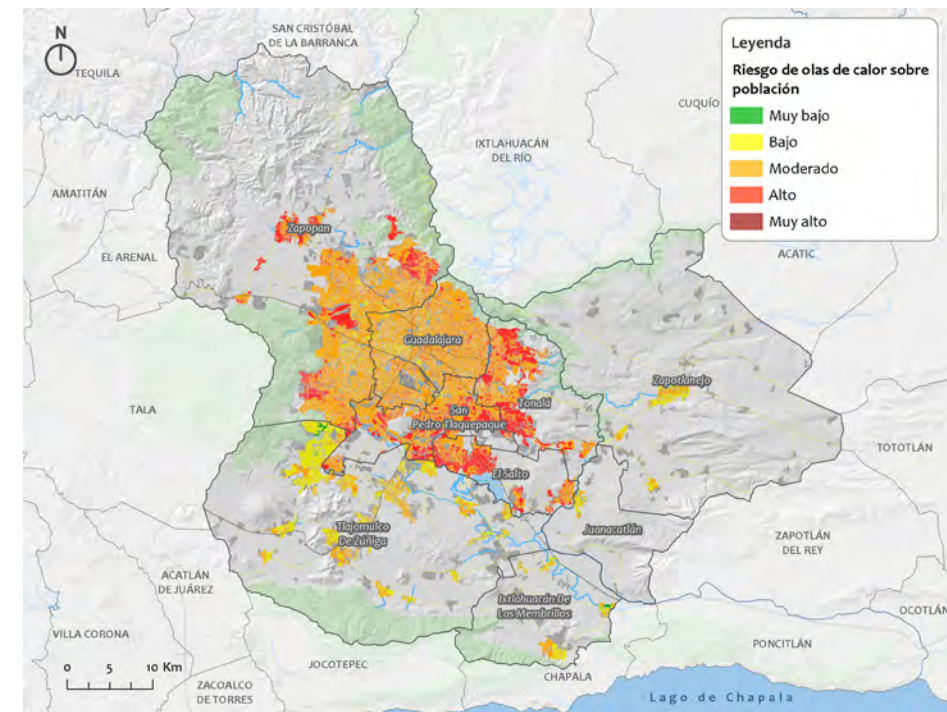 N
SAN CRISTÓBAL
DE LA BARRANCA
TEQUILA
CUQUÍO
IXTLAHUACÁN
DEL RÍO
AMATITÁN
Zapopan
EL ARENAL
ACATIC
Guadalajara
Zapotlanejo
TALA
Tonalá
San
Pedro Tlaquepaque
TOTOTLÁN
El Salto
Tlajomulco
De Zúñiga
Juanacatlán
ZAPOTLÁN
DEL REY
ACATLÁN
DE JUÁREZ
Ixtlahuacán De
Los Membrillos
OCOTLÁN
VILLA CORONA
PONCITLÁN
JOCOTEPEC
CHAPALA
ZACOALCO
DE TORRES
Lago de Chapala
0 5 10 Km
Leyenda
Riesgo de olas de calor sobre
población
Muy bajo
Bajo
Moderado
Alto
Muy alto